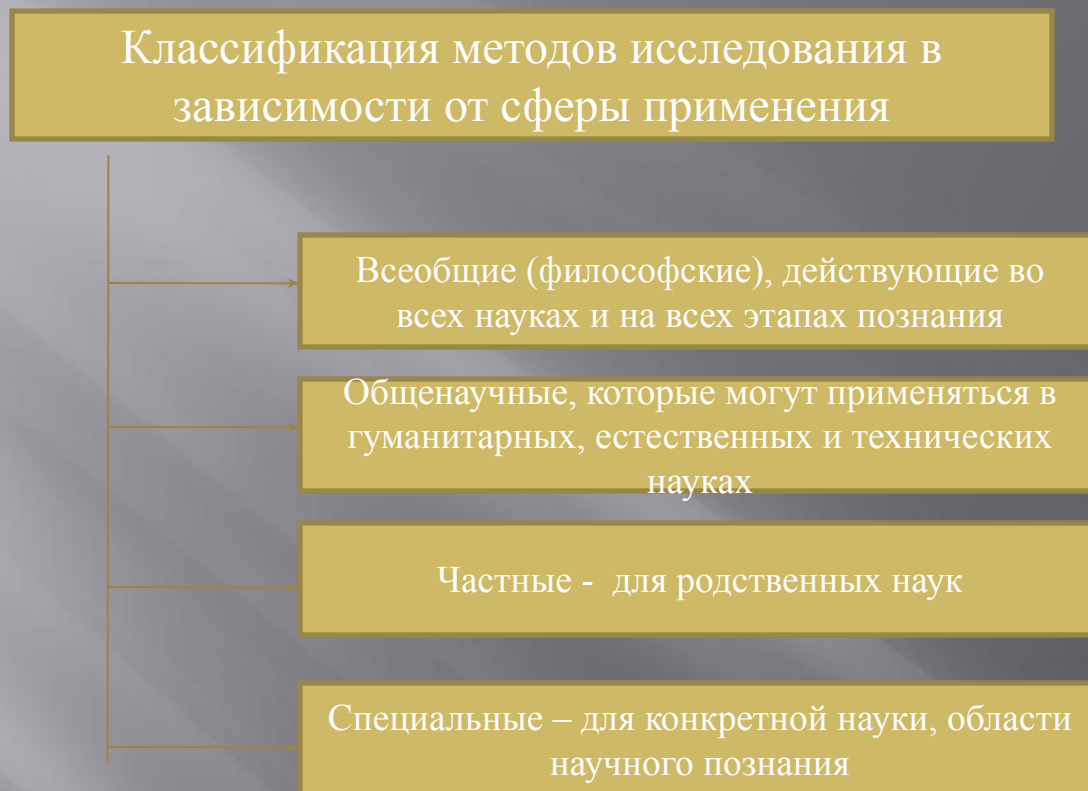 Классификация методов исследования в
зависимости от сферы применения
Всеобщие (философские), действующие во
всех науках и на всех этапах познания
Общенаучные, которые могут применяться в
гуманитарных, естественных и технических
науках
Частные -  для родственных наук
Специальные – для конкретной науки, области
научного познания